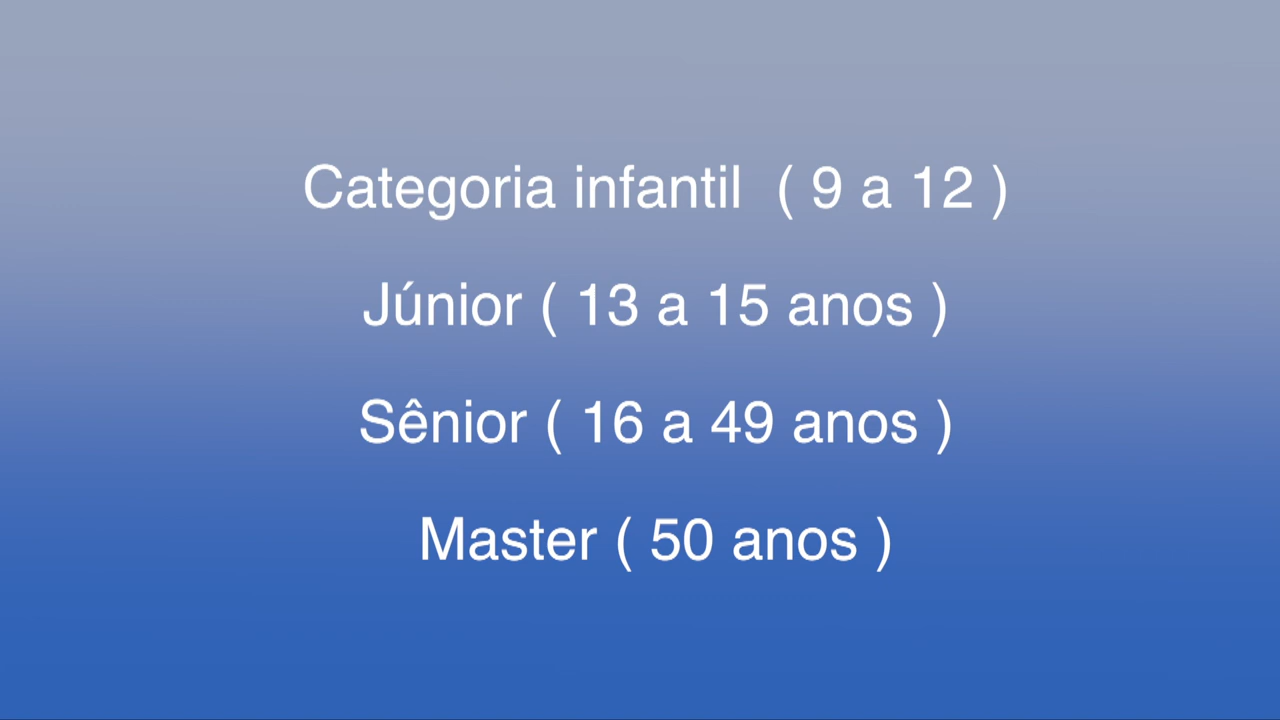 Categoria infantil  ( 9 a 12 )
Júnior ( 13 a 15 anos )
Sênior ( 16 a 49 anos )
Master ( 50 anos )